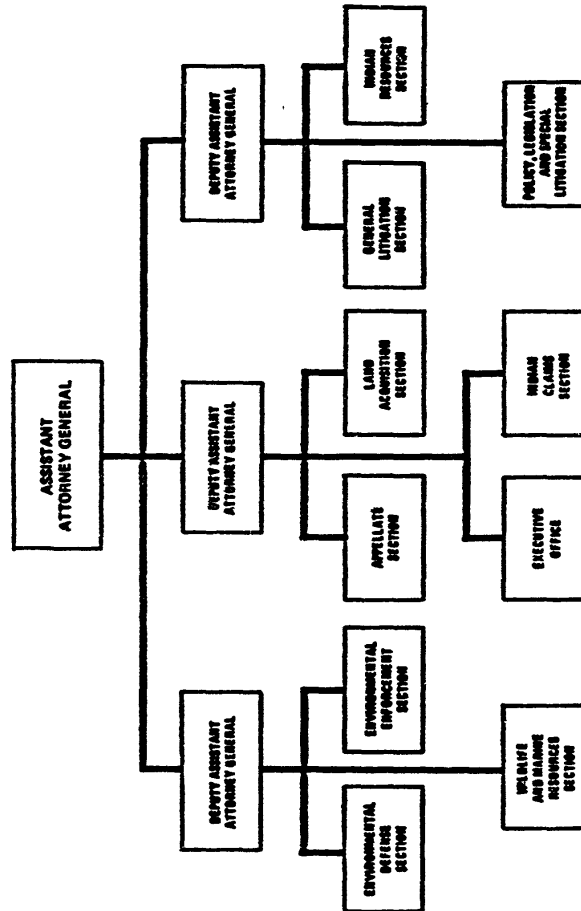 ASSISTANT
ATTORNEY GENERAL
DEPUTY ASSISTANT
ATTORNEY GENERAL
DEPUTY ASSISTANT
ATTORNEY GENERAL
DEPUTY ASSISTANT
ATTORNEY GENERAL
ENVIRONMENTAL
DEFENSE
SECTION
ENVIRONMENTAL
ENFORCEMENT
SECTION
APPELLATE
SECTION
LAND
ACQUISITION
SECTION
GENERAL
LITIGATION
SECTION
INDIAN
RESOURCES
SECTION
WILDLIFE
AND MARINE
RESOURCES
SECTION
EXECUTIVE
OFFICE
INDIAN
CLAIMS
SECTION
POLICY, LEGISLATION
AND SPECIAL
LITIGATION SECTION